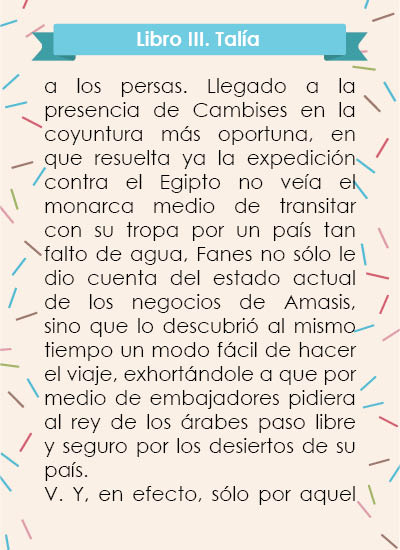 Libro III. Talía
a los persas. Llegado a la
presencia de Cambises en la
coyuntura más oportuna, en
que resuelta ya la expedición
contra el Egipto no veía el
monarca medio de transitar
con su tropa por un país tan
falto de agua, Fanes no sólo le
dio cuenta del estado actual
de los negocios de Amasis,
sino que lo descubrió al mismo
tiempo un modo fácil de hacer
el viaje, exhortándole a que por
medio de embajadores pidiera
al rey de los árabes paso libre
y seguro por los desiertos de su
país.
V. Y, en efecto, sólo por aquel